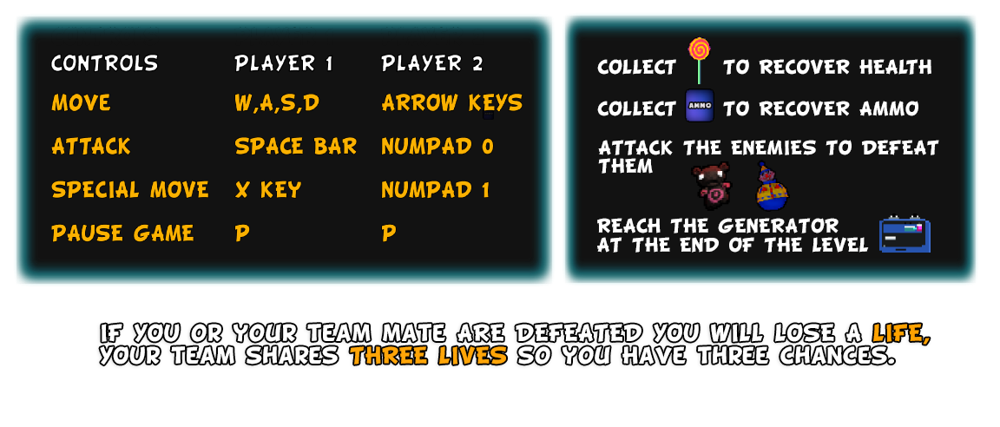 CONTROLS PLAYER 1 PLAYER 2
MOVE W,A,S,D ARROW KEYS
ATTACK SPACE BAR NUMPAD 0
SPECIAL MOVE X KEY NUMPAD 1
PAUSE GAME P P
COLLECT TO RECOVER HEALTH
COLLECT AMMO TO RECOVER AMMO
ATTACK THE ENEMIES TO DEFEAT
THEM
REACH THE GENERATOR
AT THE END OF THE LEVEL
IF YOU OR YOUR TEAM MATE ARE DEFEATED YOU WILL LOSE A LIFE,
YOUR TEAM SHARES THREE LIVES SO YOU HAVE THREE CHANCES.